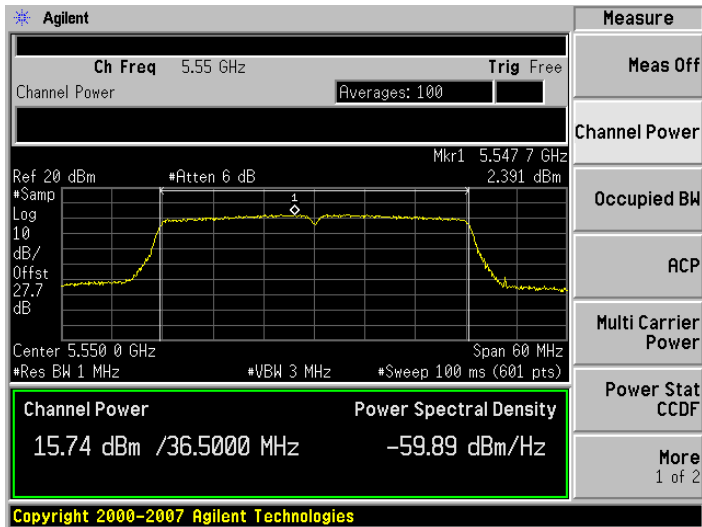 Agilent
Measure
Ch Freq 5.55 GHz Trig Free
Meas Off
Channel Power Averages: 100
Channel Power
Mkr1 5.547 7 GHz
Ref 20 dBm #Atten 6 dB 2.391 dBm
#Samp
Log
10
dB/
Offst
27.7
dB
1
Occupied BW
ACP
Multi Carrier
Power
Center 5.550 0 GHz Span 60 MHz
#Res BW 1 MHz #VBW 3 MHz #Sweep 100 ms (601 pts)
Power Stat
CCDF
Channel Power Power Spectral Density
15.74 dBm /36.5000 MHz -59.89 dBm/Hz
More
1 of 2
Copyright 2000-2007 Agilent Technologies